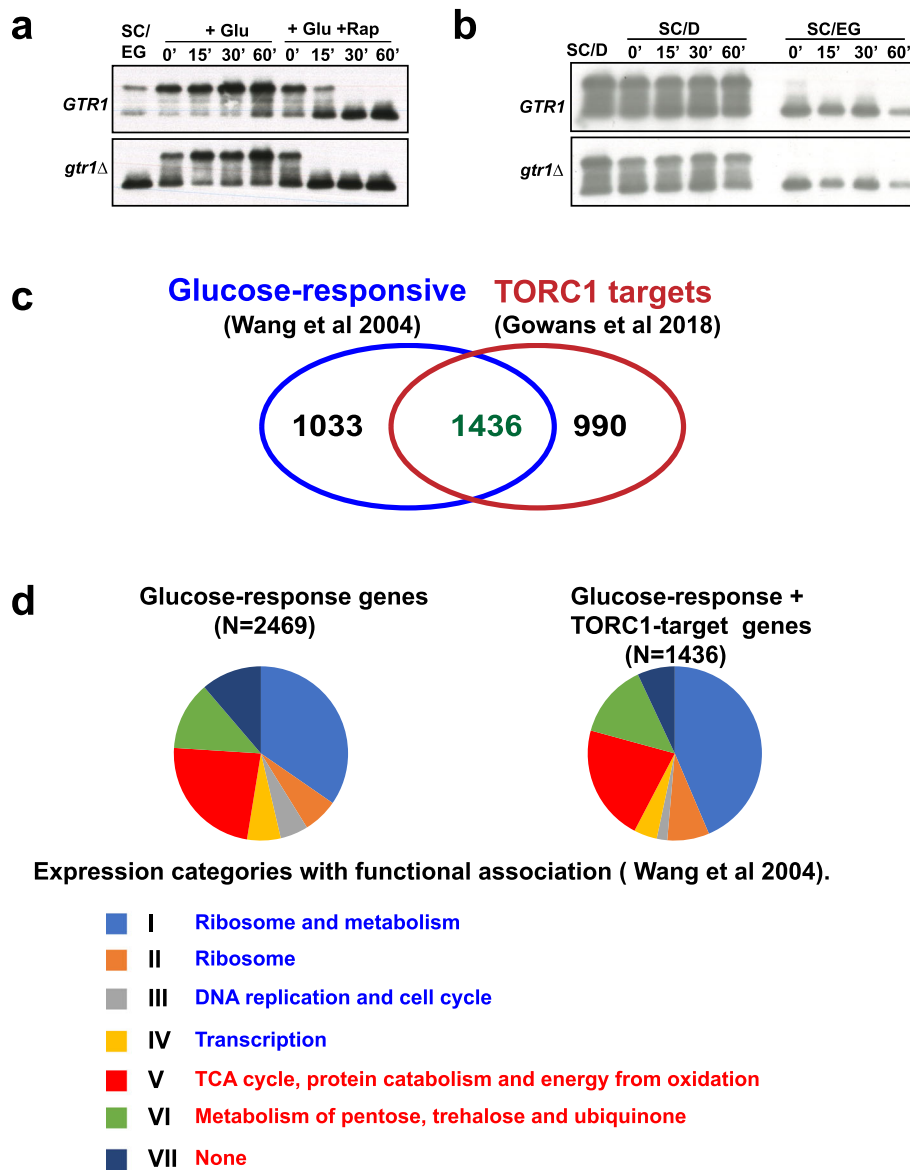 a
SC/ + Glu + Glu +Rap
EG 0' 15' 30' 60' 0' 15' 30' 60'
GTR1
gtr1Δ
b
SC/D SC/EG
SC/D 0' 15' 30' 60' 0' 15' 30' 60'
GTR1
gtr1Δ
c
Glucose-responsive TORC1 targets
(Wang et al 2004) (Gowans et al 2018)
1033 1436 990
d
Glucose-response genes
(N=2469)
Glucose-response +
TORC1-target genes
(N=1436)
Expression categories with functional association ( Wang et al 2004).
I Ribosome and metabolism
II Ribosome
III DNA replication and cell cycle
IV Transcription
V TCA cycle, protein catabolism and energy from oxidation
VI Metabolism of pentose, trehalose and ubiquinone
VII None